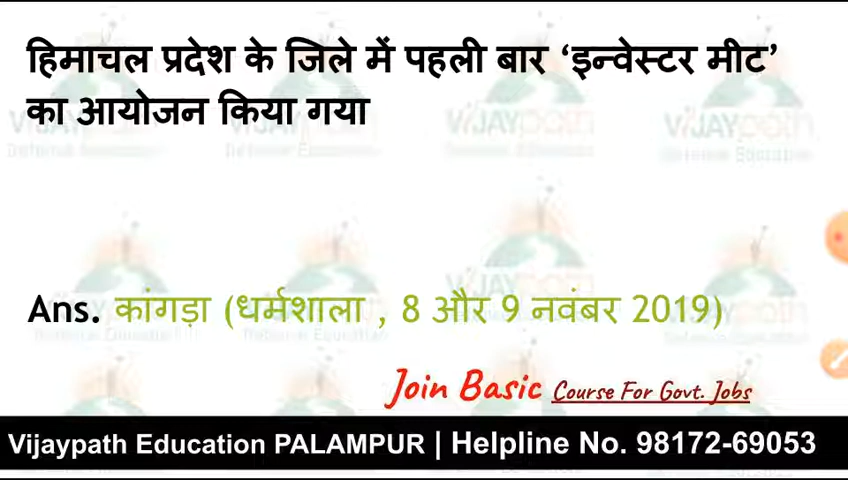 हिमाचल प्रदेश के जिले में पहली बार ‘इन्वेस्टर मीट’
का आयोजन किया गया
Ans. कांगड़ा (धर्मशाला , 8 और 9 नवंबर 2019)
Join Basic Course For Govt. Jobs
Vijaypath Education PALAMPUR | Helpline No. 98172-69053